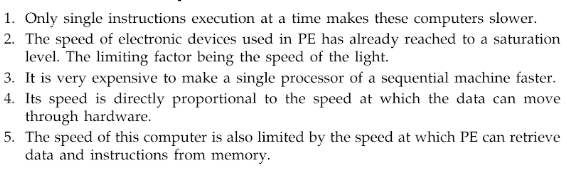 1. Only single instructions execution at a time makes these computers slower.
2. The speed of electronic devices used in PE has already reached to a saturation
level. The limiting factor being the speed of the light.
3. It is very expensive to make a single processor of a sequential machine faster.
4. Its speed is directly proportional to the speed at which the data can move
through hardware.
5. The speed of this computer is also limited by the speed at which PE can retrieve
data and instructions from memory.